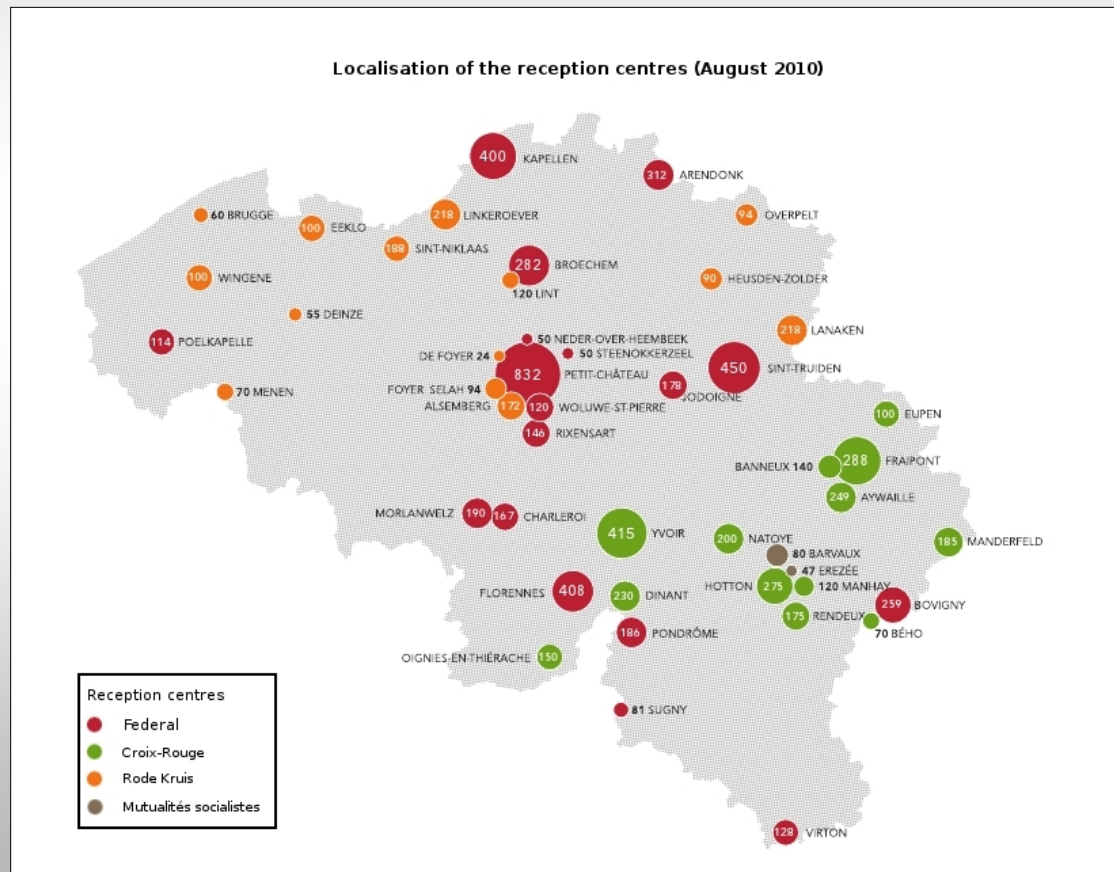 Localisation of the reception centres (August 2010)
400 KAPELLEN
312 ARENDONK
60 BRUGGE
100 EEKLO
218 LINKEROEVER
94 OVERPELT
188 SINT-NIKLAAS
282 BROECHEM
100 WINGENE
120 LINT
90 HEUSDEN-ZOLDER
55 DEINZE
218 LANAKEN
114 POELKAPELLE
50 NEDER-OVER-HEEMBEEK
DE FOYER 24
50 STEENOKKERZEEL
832 PETIT-CHÂTEAU
450 SINT-TRUIDEN
70 MENEN
FOYER SELAH 94
178 JODOIGNE
ALSEMBERG 172
120 WOLUWE-ST-PIERRE
100 EUPEN
146 RIXENSART
288 FRAIPONT
BANNEUX 140
249 AYWAILLE
MORLANWELZ 190
167 CHARLEROI
415 YVOIR
200 NATOYE
185 MANDERFELD
80 BARVAUX
47 EREZÉE
HOTTON 275
120 MANHAY
FLORENNES 408
230 DINANT
259 BOVIGNY
175 RENDEUX
70 BÉHO
186 PONDRÔME
OIGNIES-EN-THIÉRACHE 150
81 SUGNY
128 VIRTON
Reception centres
Federal
Croix-Rouge
Rode Kruis
Mutualités socialistes